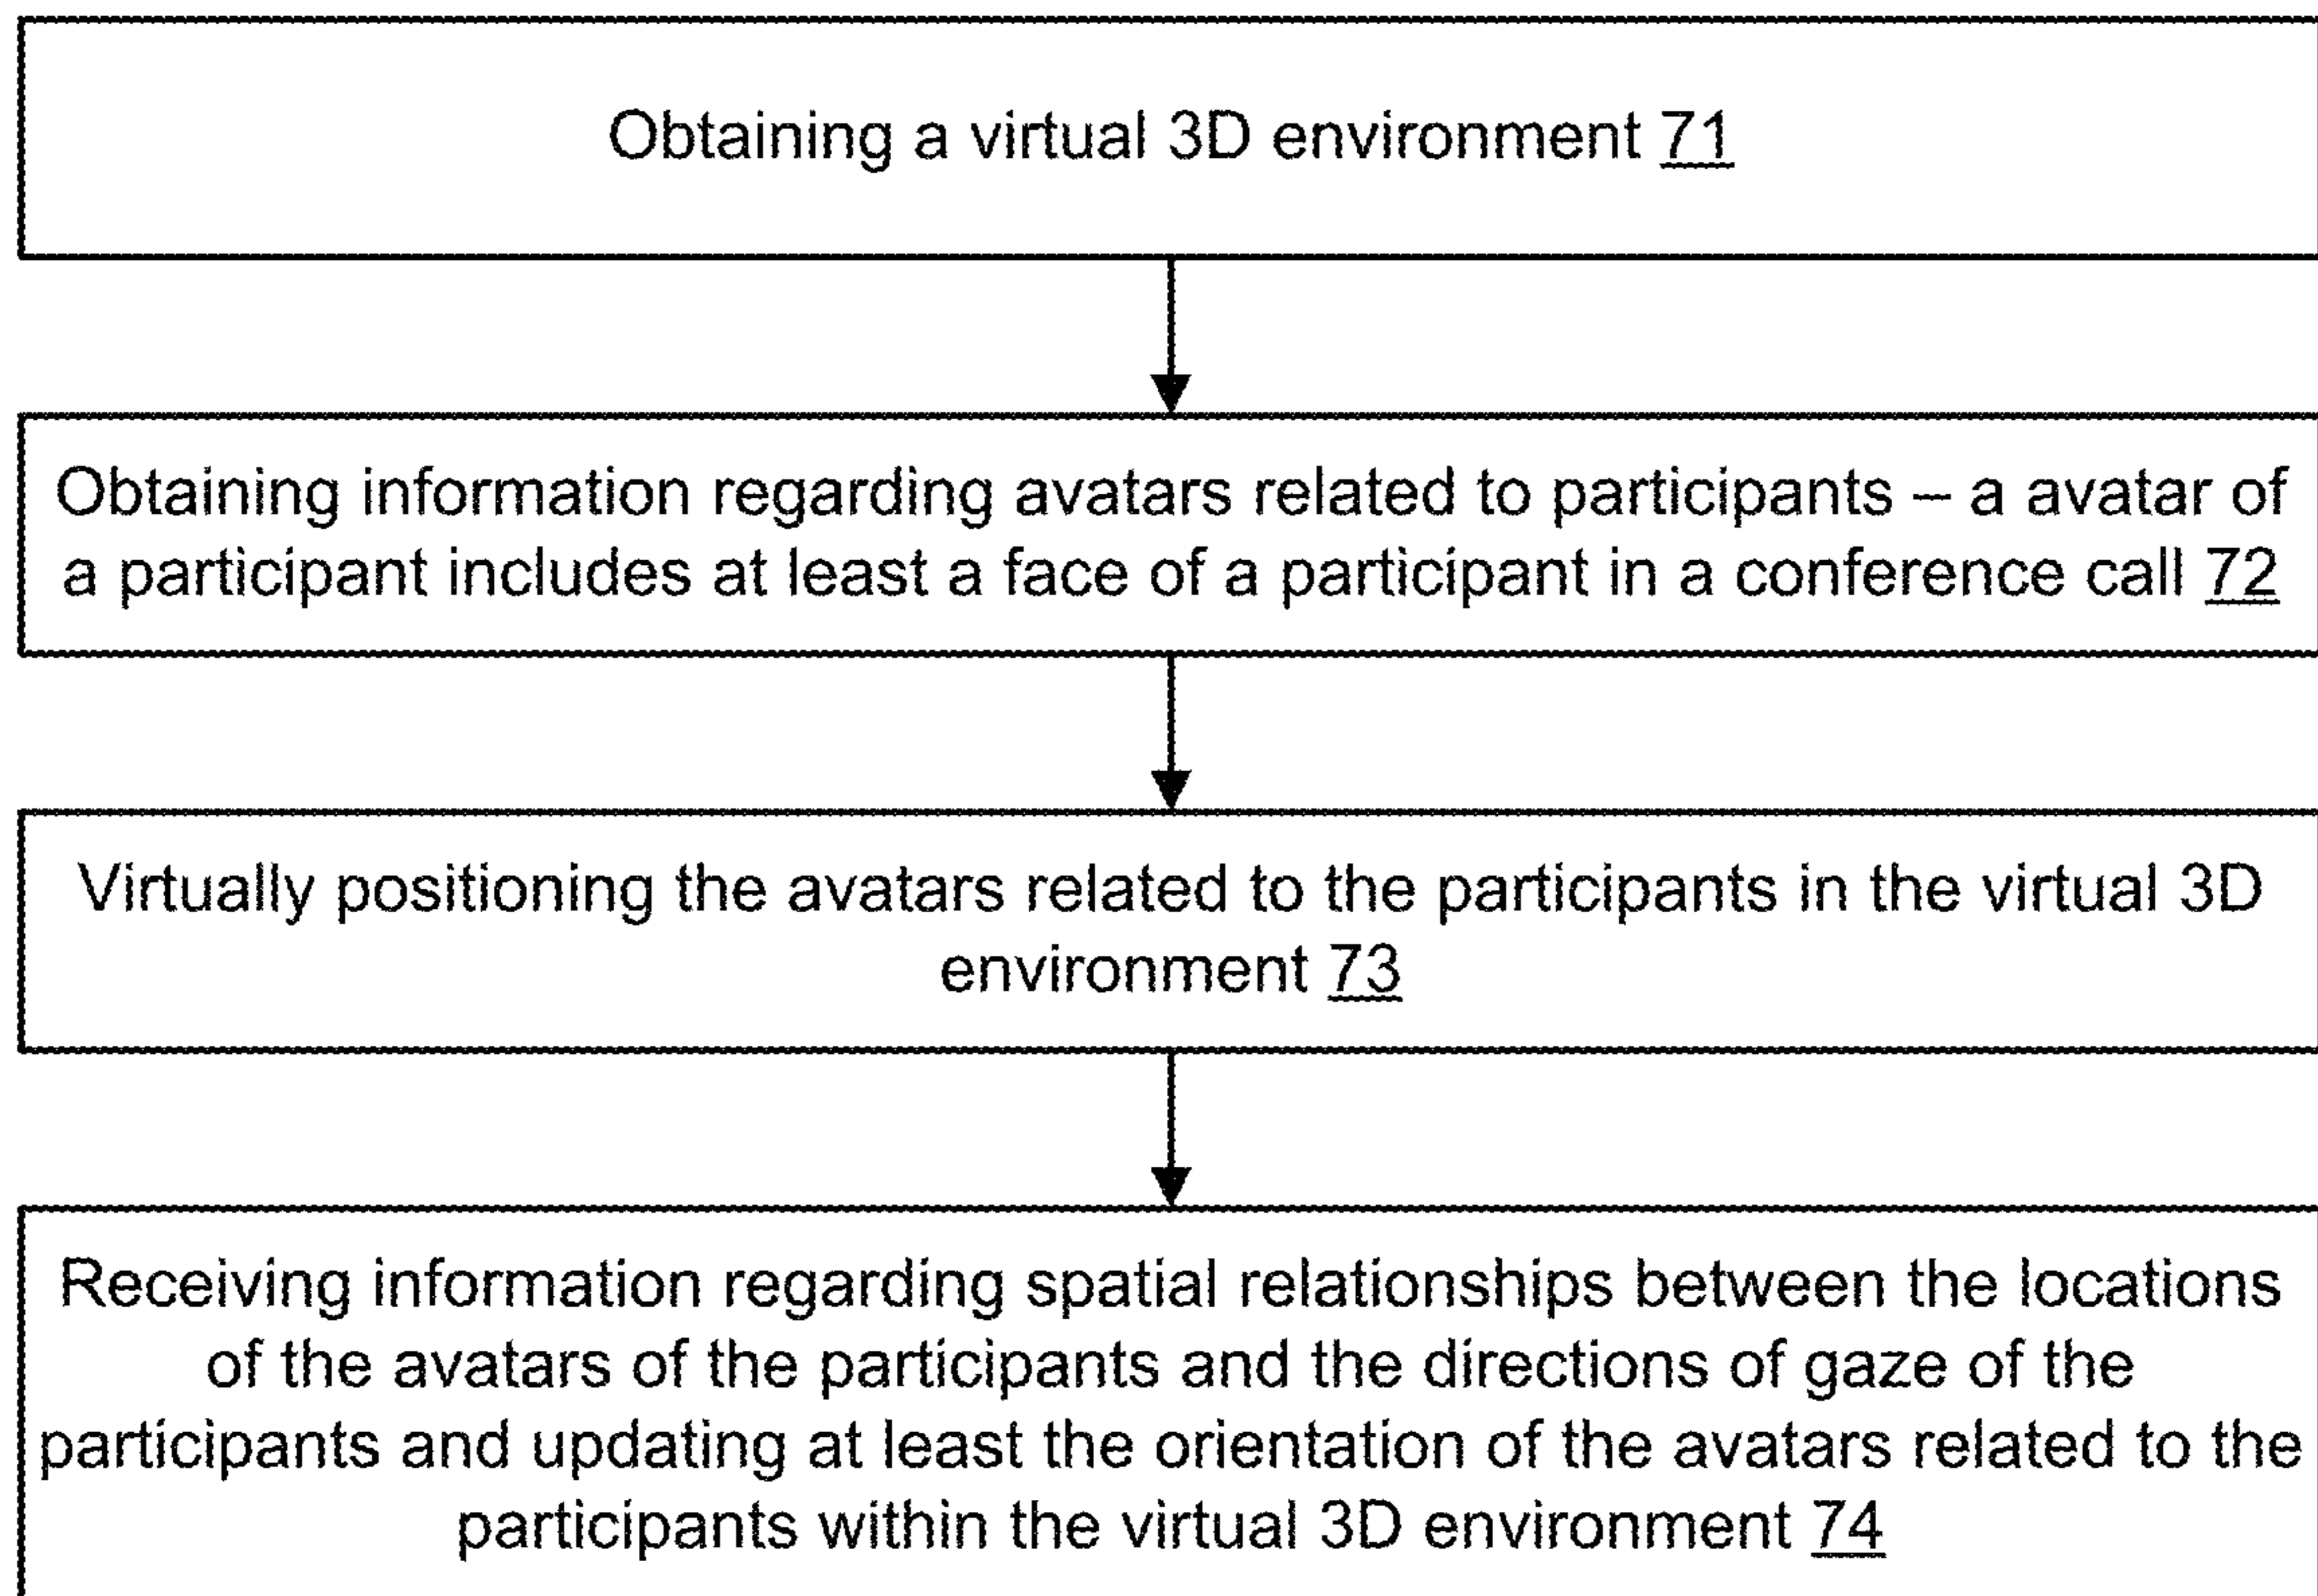 Obtaining a virtual 3D environment 71
Obtaining information regarding avatars related to participants – a avatar of
a participant includes at least a face of a participant in a conference call 72
Virtually positioning the avatars related to the participants in the virtual 3D
environment 73
Receiving information regarding spatial relationships between the locations
of the avatars of the participants and the directions of gaze of the
participants and updating at least the orientation of the avatars related to the
participants within the virtual 3D environment 74